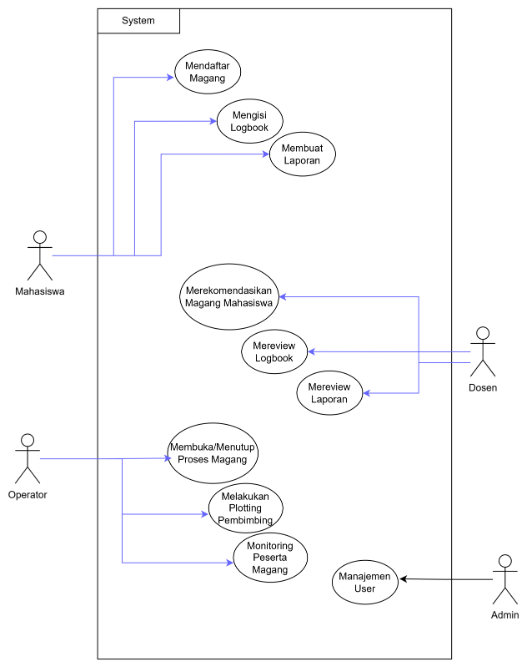 System
Mendaftar
Magang
Mengisi
Logbook
Membuat
Laporan
Mahasiswa
Merekomendasikan
Magang Mahasiswa
Mereview
Logbook
Mereview
Laporan
Dosen
Membuka/Menutup
Proses Magang
Operator
Melakukan
Plotting
Pembimbing
Monitoring
Peserta
Magang
Manajemen
User
Admin